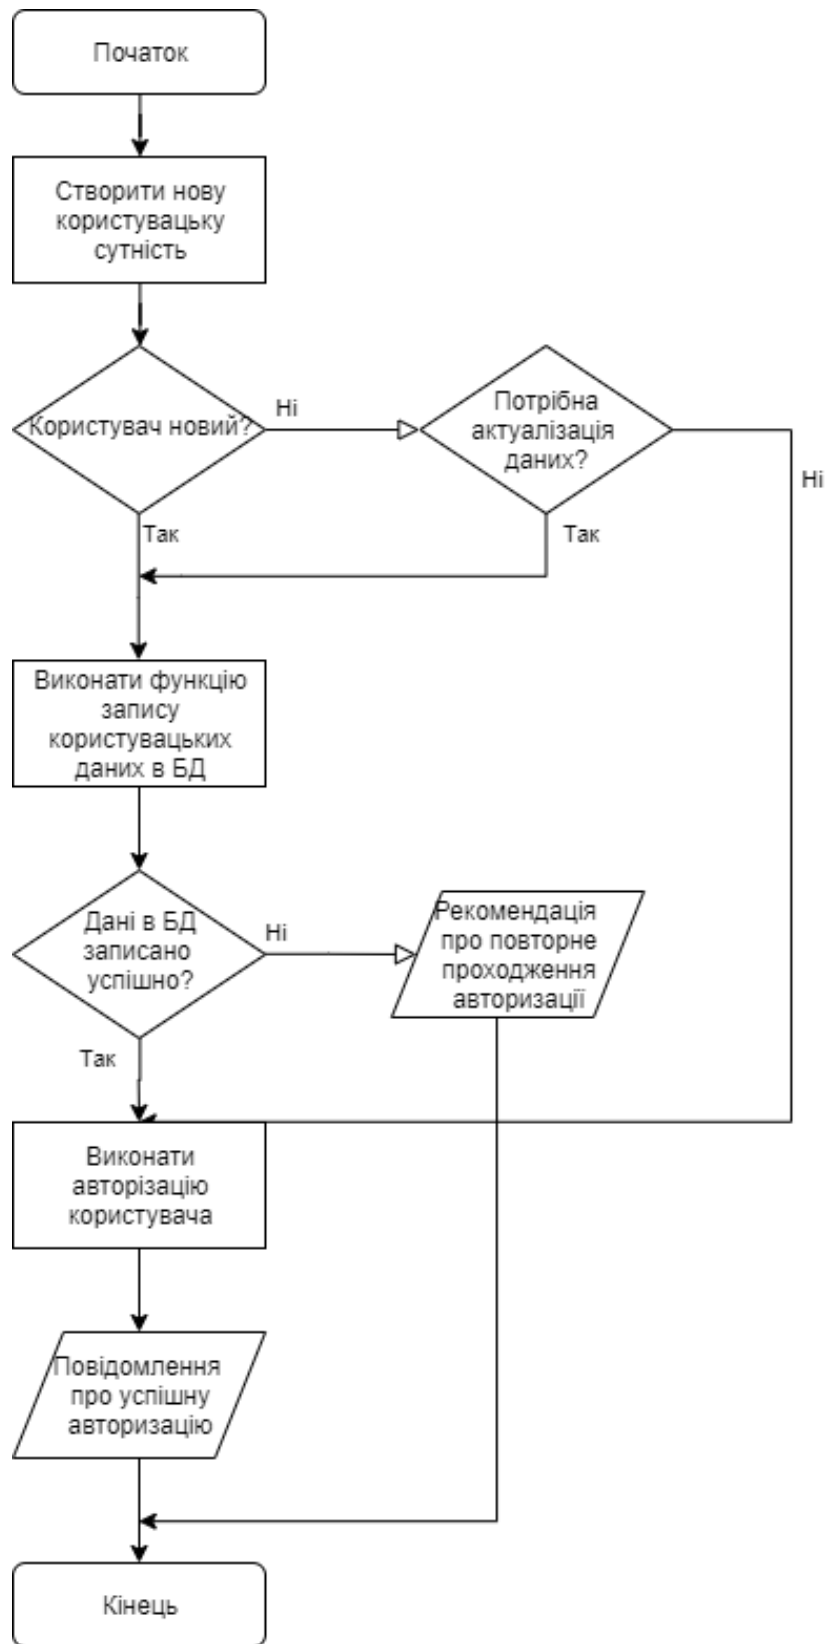 Початок
Створити нову
користувацьку
сутність
Користувач новий?
Ні
Потрібна
актуалізація
даних?
Ні
Так
Так
Виконати функцію
запису
користувацьких
даних в БД
Дані в БД
записано
успішно?
Ні
Рекомендація
про повторне
проходження
авторизації
Так
Виконати
авторізацію
користувача
Повідомлення
про успішну
авторизацію
Кінець